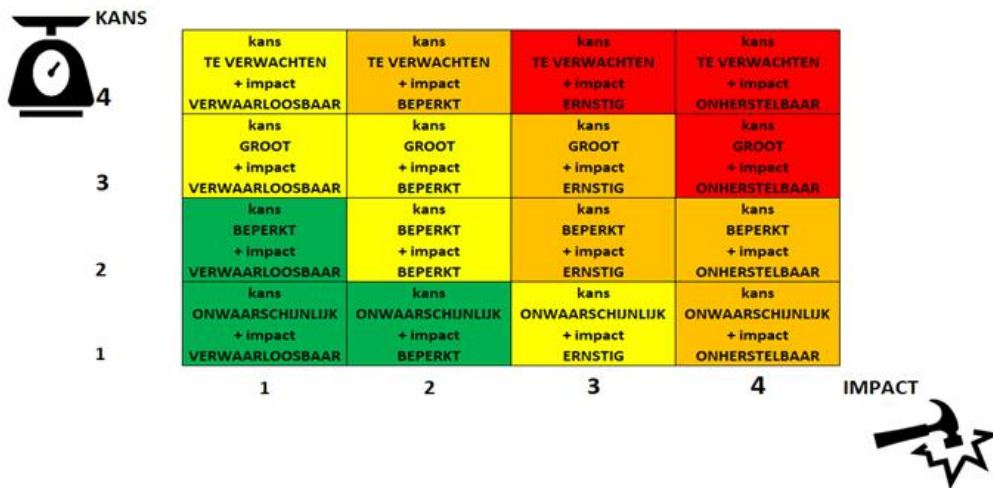 KANS
kans kans kans kans
TE VERWACHTEN TE VERWACHTEN TE VERWACHTEN TE VERWACHTEN
+ impact + impact + impact + impact
4 VERWAARLOOSBAAR BEPERKT ERNSTIG ONHERSTELBAAR
kans kans kans kans
GROOT GROOT GROOT GROOT
+ impact + impact + impact + impact
3 VERWAARLOOSBAAR BEPERKT ERNSTIG ONHERSTELBAAR
kans kans kans kans
BEPERKT BEPERKT BEPERKT BEPERKT
+ impact + impact + impact + impact
2 VERWAARLOOSBAAR BEPERKT ERNSTIG ONHERSTELBAAR
kans kans kans kans
ONWAARSCHIJNLIJK ONWAARSCHIJNLIJK ONWAARSCHIJNLIJK ONWAARSCHIJNLIJK
+ impact + impact + impact + impact
1 VERWAARLOOSBAAR BEPERKT ERNSTIG ONHERSTELBAAR
1 2 3 4 IMPACT